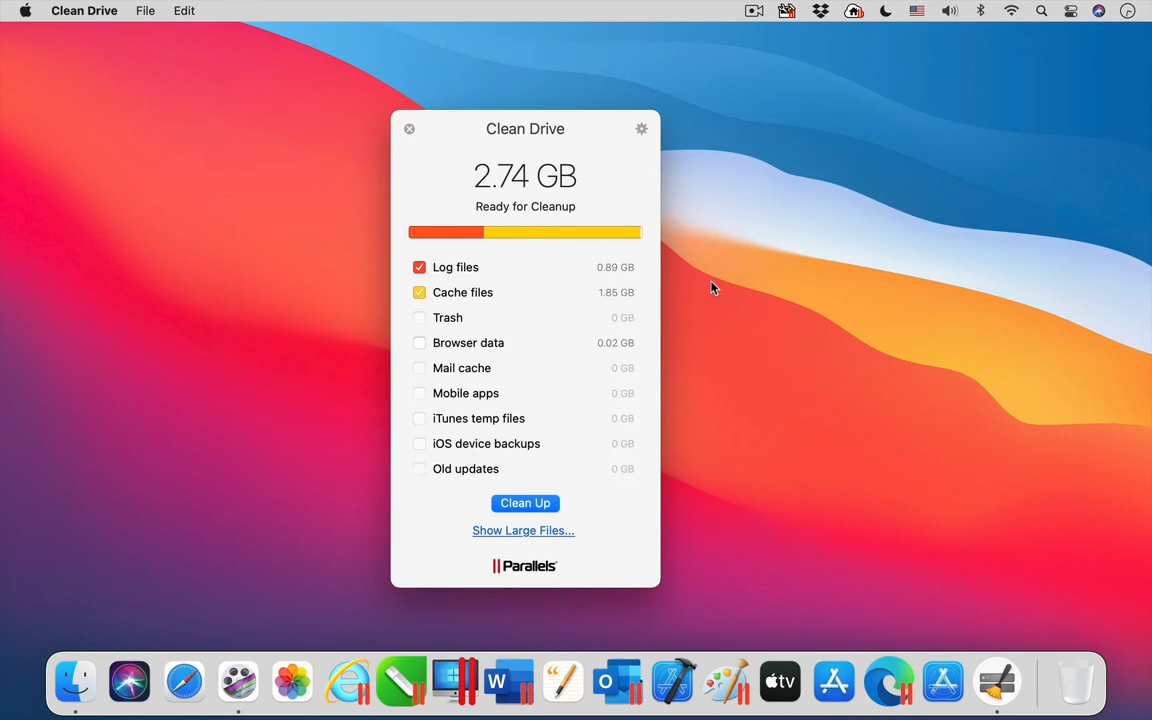 Clean Drive File Edit
Clean Drive
2.74 GB
Ready for Cleanup
Log files 0.89 GB
Cache files 1.85 GB
Trash 0 GB
Browser data 0.02 GB
Mail cache 0 GB
Mobile apps 0 GB
iTunes temp files 0 GB
iOS device backups 0 GB
Old updates 0 GB
Clean Up
Show Large Files...
Parallels
W O tv